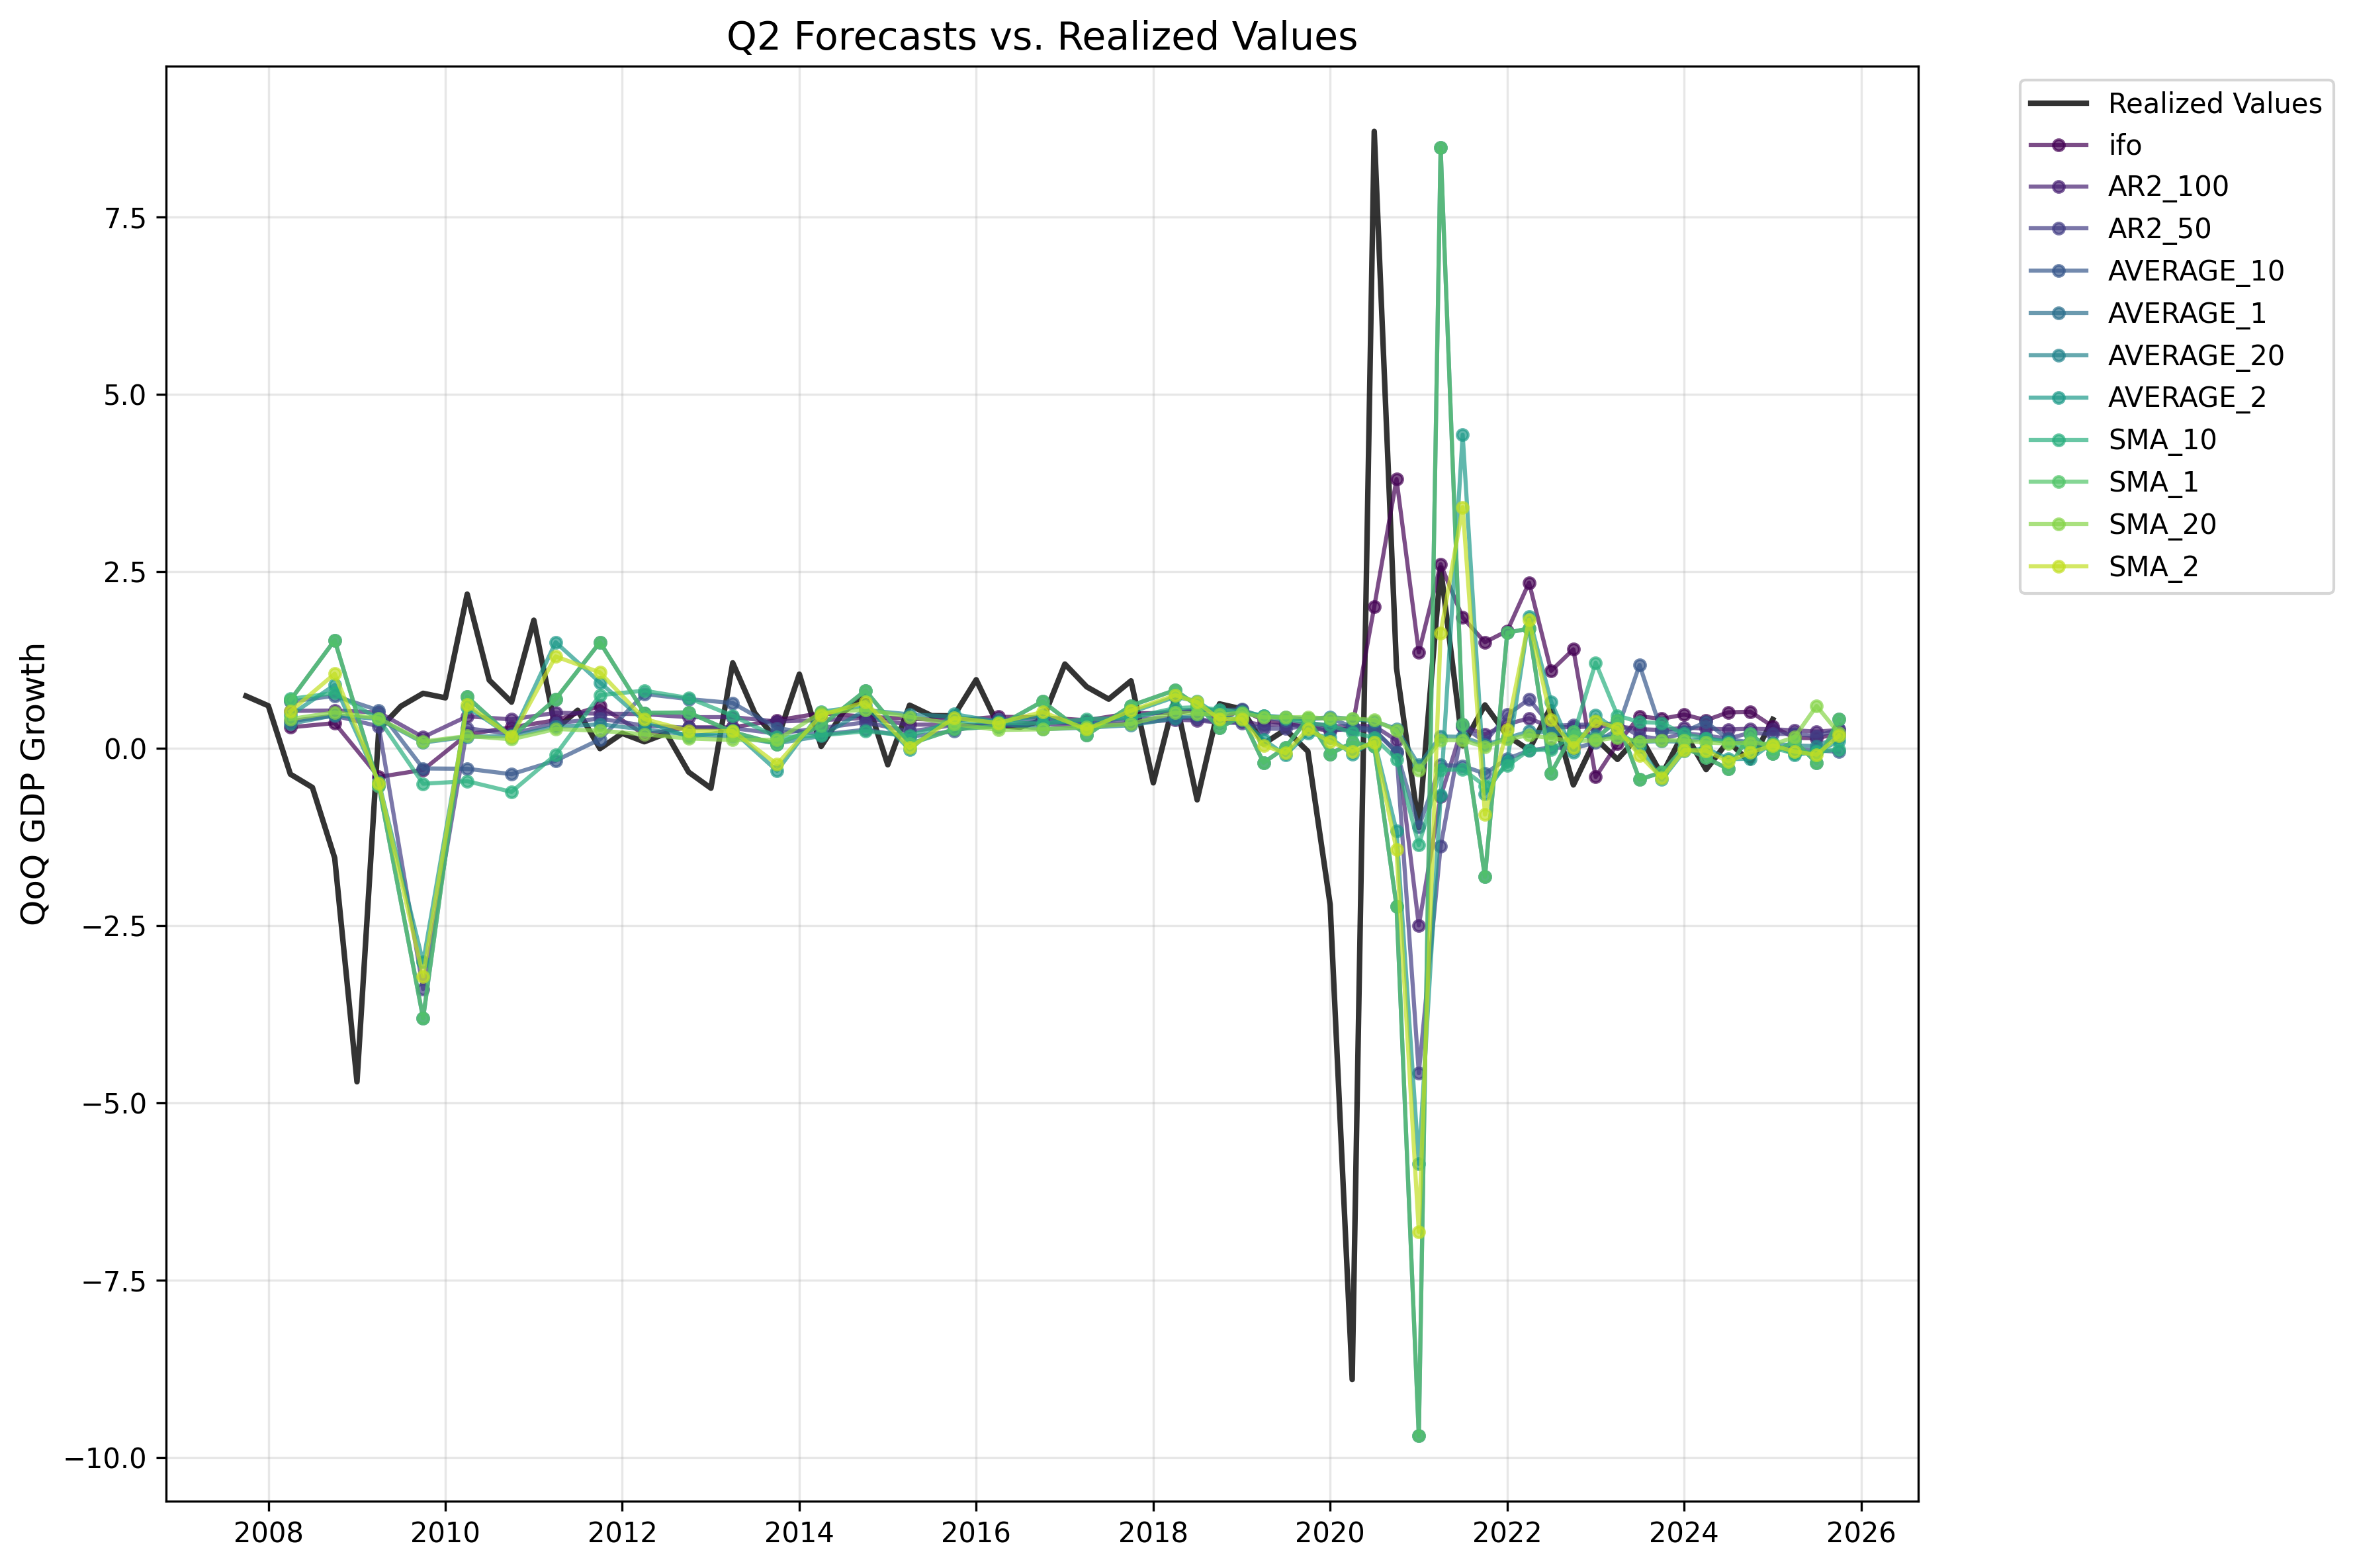 Q2 Forecasts vs. Realized Values
QoQ GDP Growth
7.5
5.0
2.5
0.0
−2.5
−5.0
−7.5
−10.0
2008 2010 2012 2014 2016 2018 2020 2022 2024 2026
Realized Values
ifo
AR2_100
AR2_50
AVERAGE_10
AVERAGE_1
AVERAGE_20
AVERAGE_2
SMA_10
SMA_1
SMA_20
SMA_2